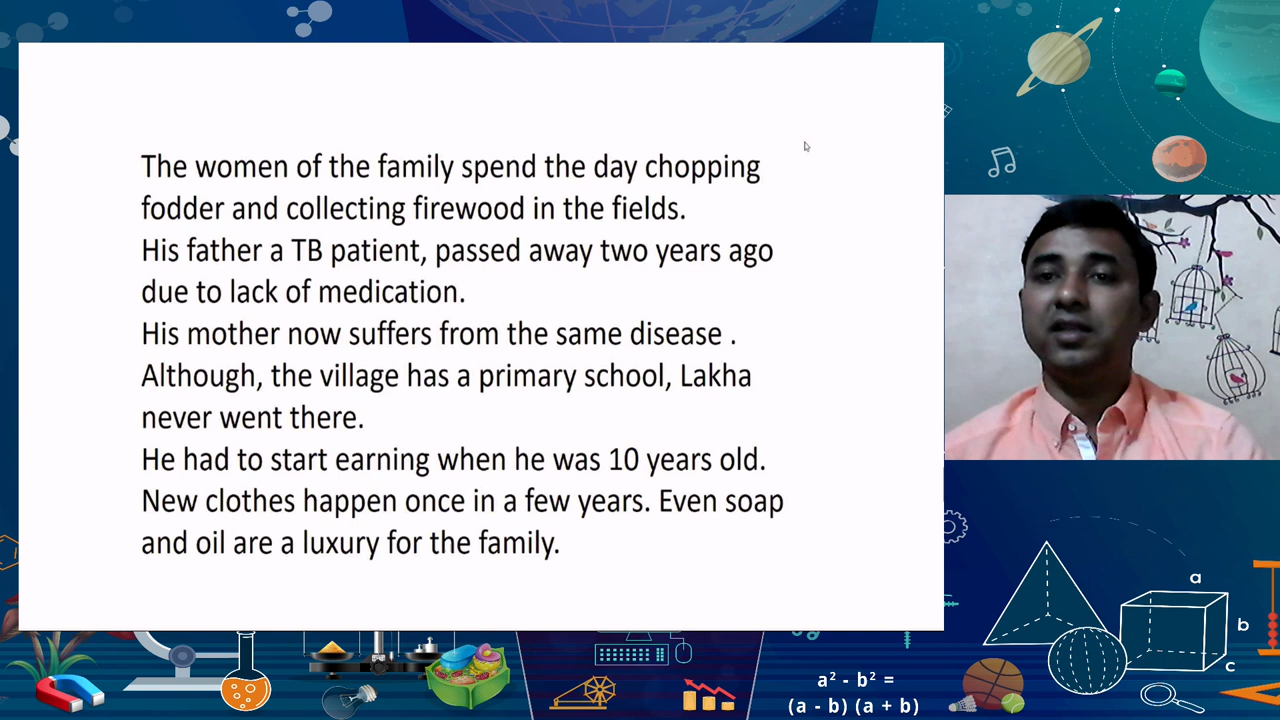 The women of the family spend the day chopping
fodder and collecting firewood in the fields.
His father a TB patient, passed away two years ago
due to lack of medication.
His mother now suffers from the same disease .
Although, the village has a primary school, Lakha
never went there.
He had to start earning when he was 10 years old.
New clothes happen once in a few years. Even soap
and oil are a luxury for the family.
a
b
c
a² - b² =
(a - b) (a + b)